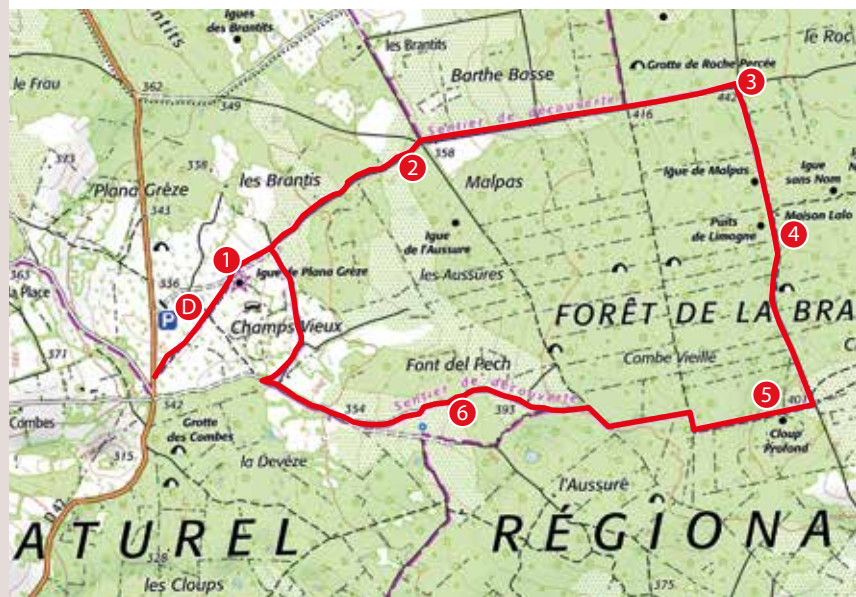 Igues
des Brantits
les Brantits
le Roc
Grotte de Roche Percée
Barthe Basse
le Frau
362
349
Sentier de découverte
442
3
416
358
2
373
338
les Brantis
Malpas
Igue de Malpas
Igue
sans Nom
Plana Grèze
343
Puits
de Limogne
Maison Lalo
4
Igue
de l'Aussure
1
Igue de Plana Grèze
les Aussures
363
la Place
336
D
P
Champs Vieux
FORÊT DE LA BRA
371
Font del Pech
Combe Vieille
342
Sentier de découverte
354
6
393
5
401
Combes
Grotte
des Combes
Cloup
Profond
315
la Devèze
l'Aussure
D 42
ATUREL RÉGIONA
328
les Cloups
375